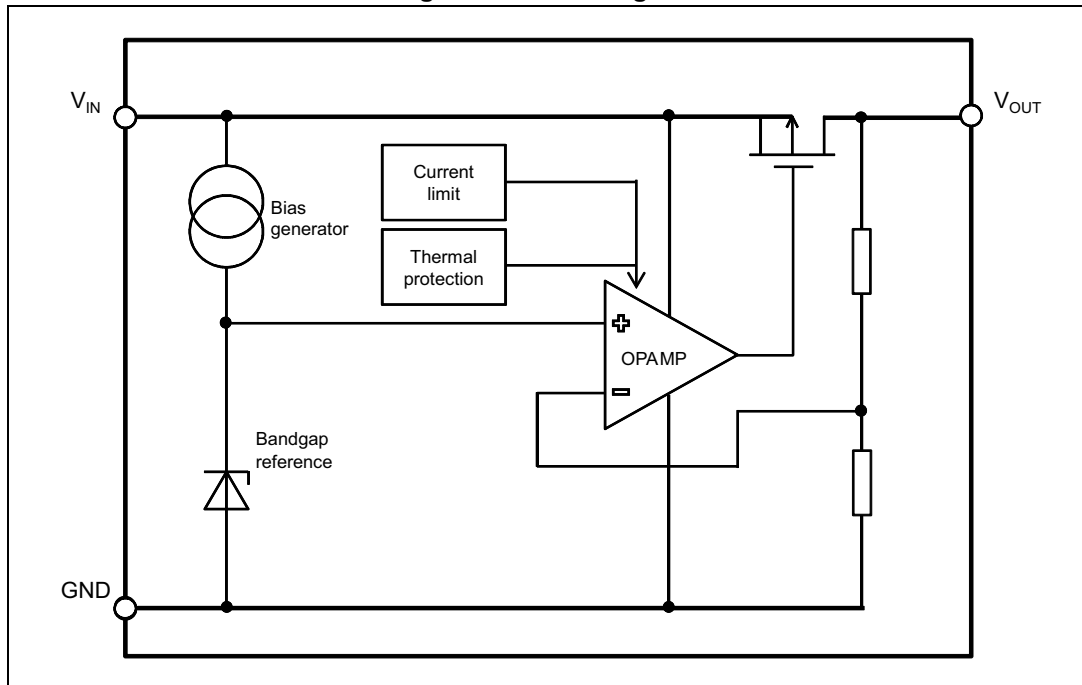 V_IN
V_OUT
Current
limit
Bias
generator
Thermal
protection
+
OPAMP
-
Bandgap
reference
GND